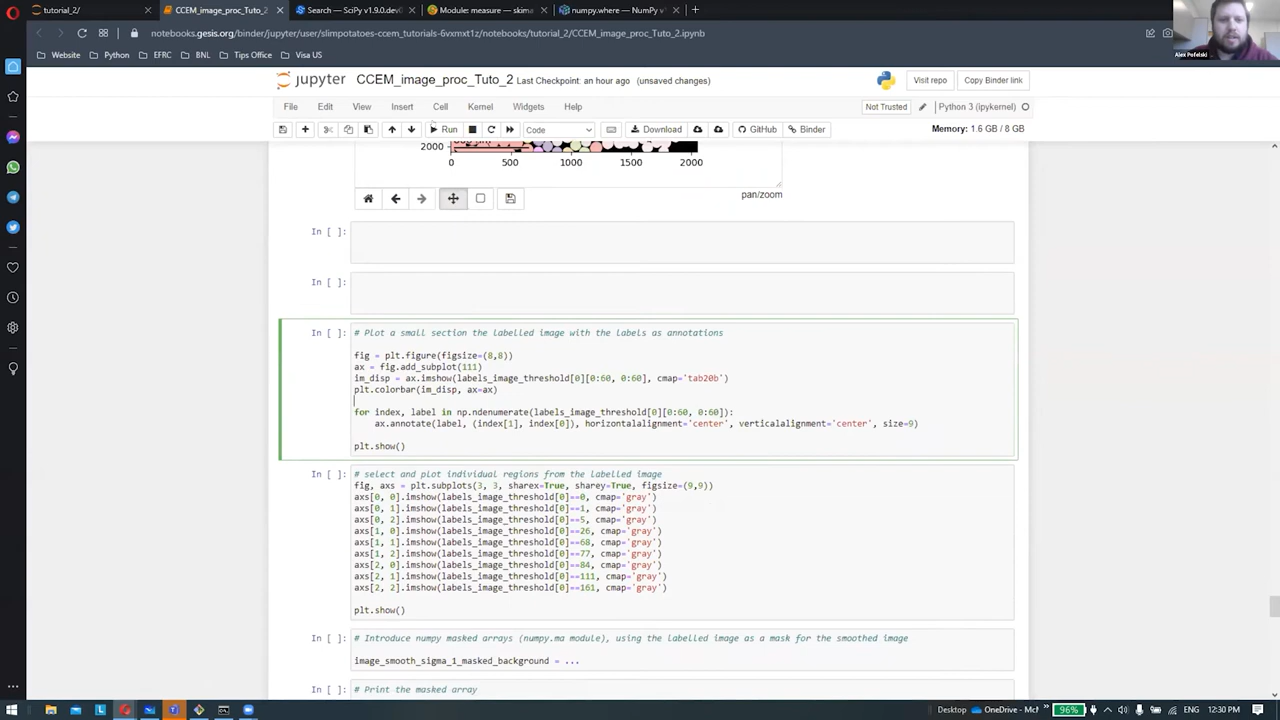 tutorial_2/
CCEM_image_proc_Tuto_2
Search — SciPy v1.9.0.dev0
Module: measure — skima
numpy.where — NumPy v
notebooks.gesis.org/binder/jupyter/user/slimpotatoes-ccem_tutorials-6vxmxt1z/notebooks/tutorial_2/CCEM_image_proc_Tuto_2.ipynb
Website
Python
EFRC
BNL
Tips Office
Visa US
Alex Pofelski
jupyter
CCEM_image_proc_Tuto_2
Last Checkpoint: an hour ago
(unsaved changes)
Visit repo
Copy Binder link
File
Edit
View
Insert
Cell
Kernel
Widgets
Help
Not Trusted
Python 3 (ipykernel)
Run
Code
Download
GitHub
Binder
Memory: 1.6 GB / 8 GB
2000
0
500
1000
1500
2000
pan/zoom
In [ ]:
In [ ]:
In [ ]:
# Plot a small section the labelled image with the labels as annotations
fig = plt.figure(figsize=(8,8))
ax = fig.add_subplot(111)
im_disp = ax.imshow(labels_image_threshold[0][0:60, 0:60], cmap='tab20b')
plt.colorbar(im_disp, ax=ax)
for index, label in np.ndenumerate(labels_image_threshold[0][0:60, 0:60]):
ax.annotate(label, (index[1], index[0]), horizontalalignment='center', verticalalignment='center', size=9)
plt.show()
In [ ]:
# select and plot individual regions from the labelled image
fig, axs = plt.subplots(3, 3, sharex=True, sharey=True, figsize=(9,9))
axs[0, 0].imshow(labels_image_threshold[0]==0, cmap='gray')
axs[0, 1].imshow(labels_image_threshold[0]==1, cmap='gray')
axs[0, 2].imshow(labels_image_threshold[0]==5, cmap='gray')
axs[1, 0].imshow(labels_image_threshold[0]==26, cmap='gray')
axs[1, 1].imshow(labels_image_threshold[0]==68, cmap='gray')
axs[1, 2].imshow(labels_image_threshold[0]==77, cmap='gray')
axs[2, 0].imshow(labels_image_threshold[0]==84, cmap='gray')
axs[2, 1].imshow(labels_image_threshold[0]==111, cmap='gray')
axs[2, 2].imshow(labels_image_threshold[0]==161, cmap='gray')
plt.show()
In [ ]:
# Introduce numpy masked arrays (numpy.ma module), using the labelled image as a mask for the smoothed image
image_smooth_sigma_1_masked_background = ...
In [ ]:
# Print the masked array
Desktop
OneDrive - McM
96%
12:30 PM